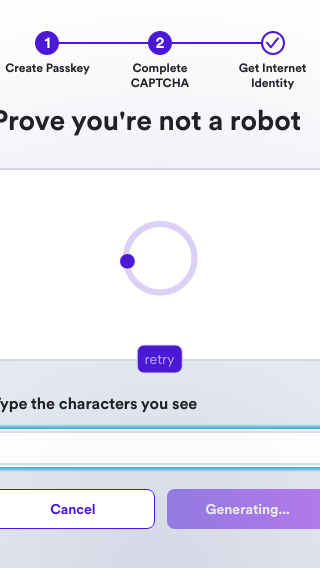 1 2
Create Passkey Complete CAPTCHA Get Internet Identity
Prove you're not a robot
retry
Type the characters you see
Cancel Generating...